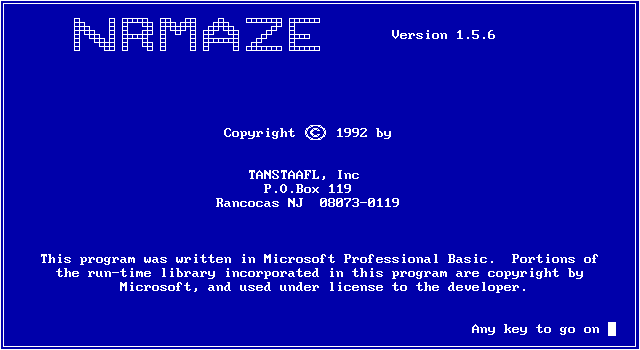 NRMAZE Version 1.5.6
Copyright © 1992 by
TANSTAAFL, Inc
P.O.Box 119
Rancocas NJ  08073-0119
This program was written in Microsoft Professional Basic.  Portions of
the run-time library incorporated in this program are copyright by
Microsoft, and used under license to the developer.
Any key to go on